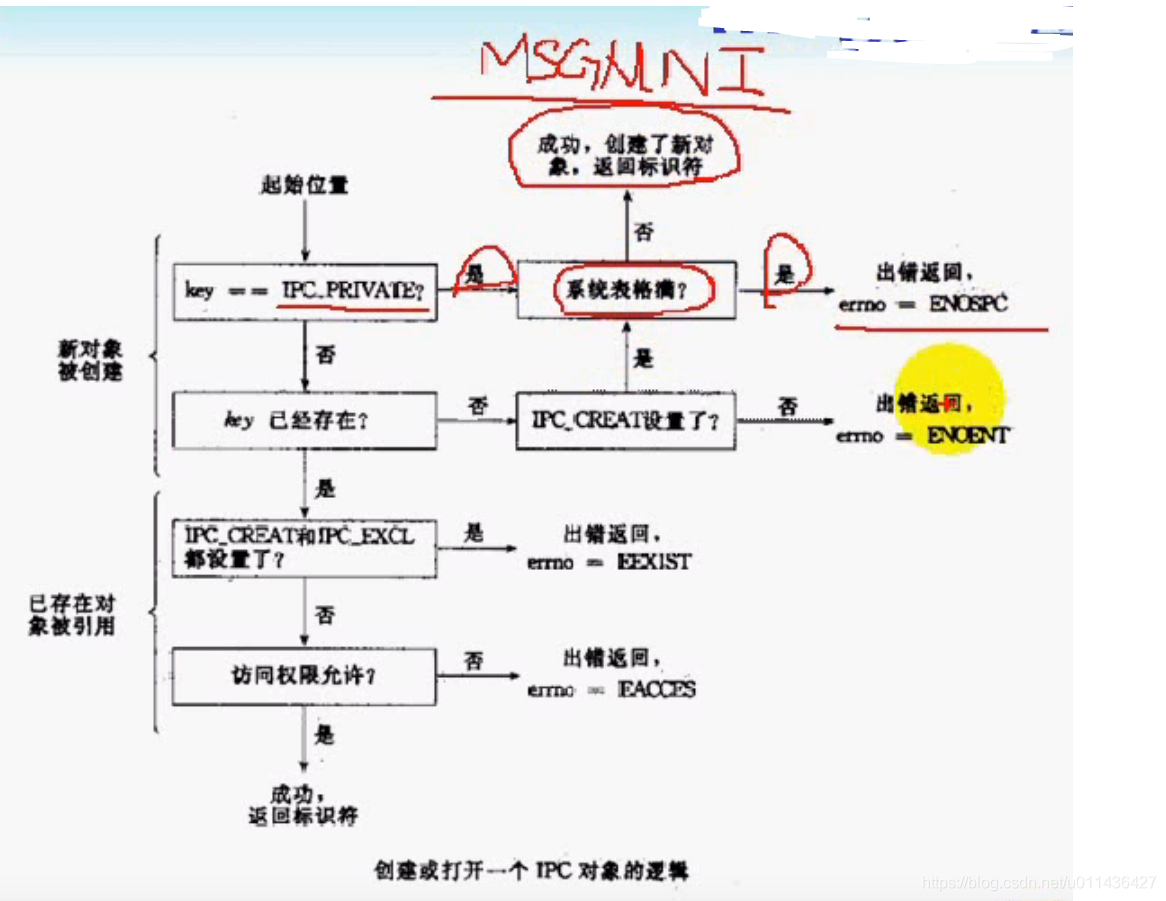 MSGMNI
成功，创建了新对
象，返回标识符
起始位置
否
key == IPC_PRIVATE?
是
系统表格满？
是
出错返回，
errno = ENOSPC
新对象
被创建
否
是
key 已经存在？
否
IPC_CREAT设置了？
否
出错返回，
errno = ENOENT
是
IPC_CREAT和IPC_EXCL
都设置了？
是
出错返回，
errno = EEXIST
已存在对
象被引用
否
访问权限允许？
否
出错返回，
errno = EACCES
是
成功，
返回标识符
创建或打开一个 IPC 对象的逻辑
https://blog.csdn.net/u011436427